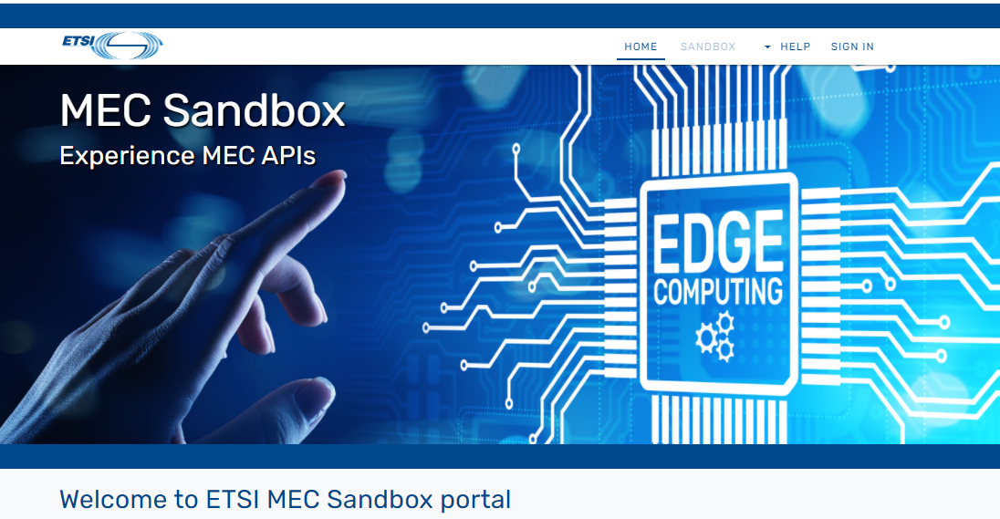 ETSI
HOME SANDBOX HELP SIGN IN
MEC Sandbox
Experience MEC APIs
EDGE
COMPUTING
Welcome to ETSI MEC Sandbox portal